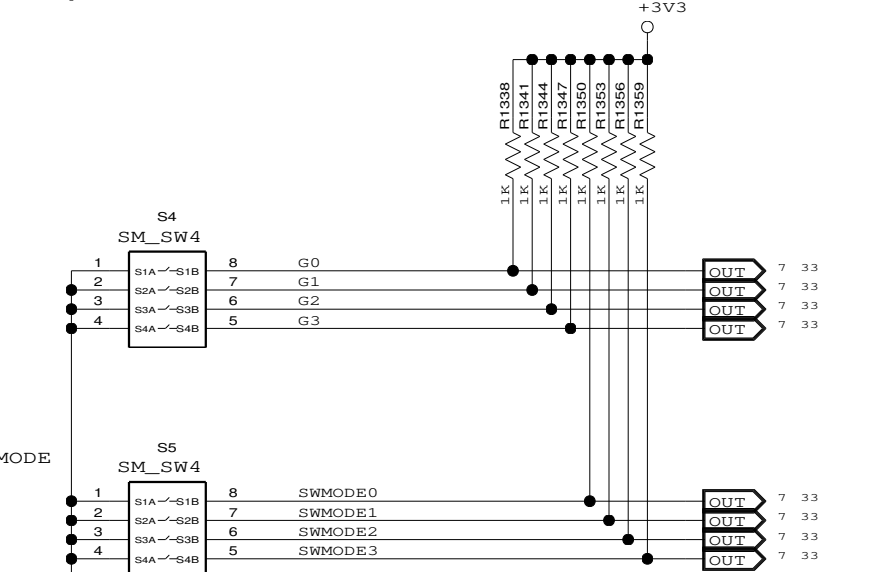 +3V3
R1338
R1341
R1344
R1347
R1350
R1353
R1356
R1359
1K
1K
1K
1K
1K
1K
1K
1K
S4
SM_SW4
1 S1A S1B 8 G0 OUT 7 33
2 S2A S2B 7 G1 OUT 7 33
3 S3A S3B 6 G2 OUT 7 33
4 S4A S4B 5 G3 OUT 7 33
MODE
S5
SM_SW4
1 S1A S1B 8 SWMODE0 OUT 7 33
2 S2A S2B 7 SWMODE1 OUT 7 33
3 S3A S3B 6 SWMODE2 OUT 7 33
4 S4A S4B 5 SWMODE3 OUT 7 33